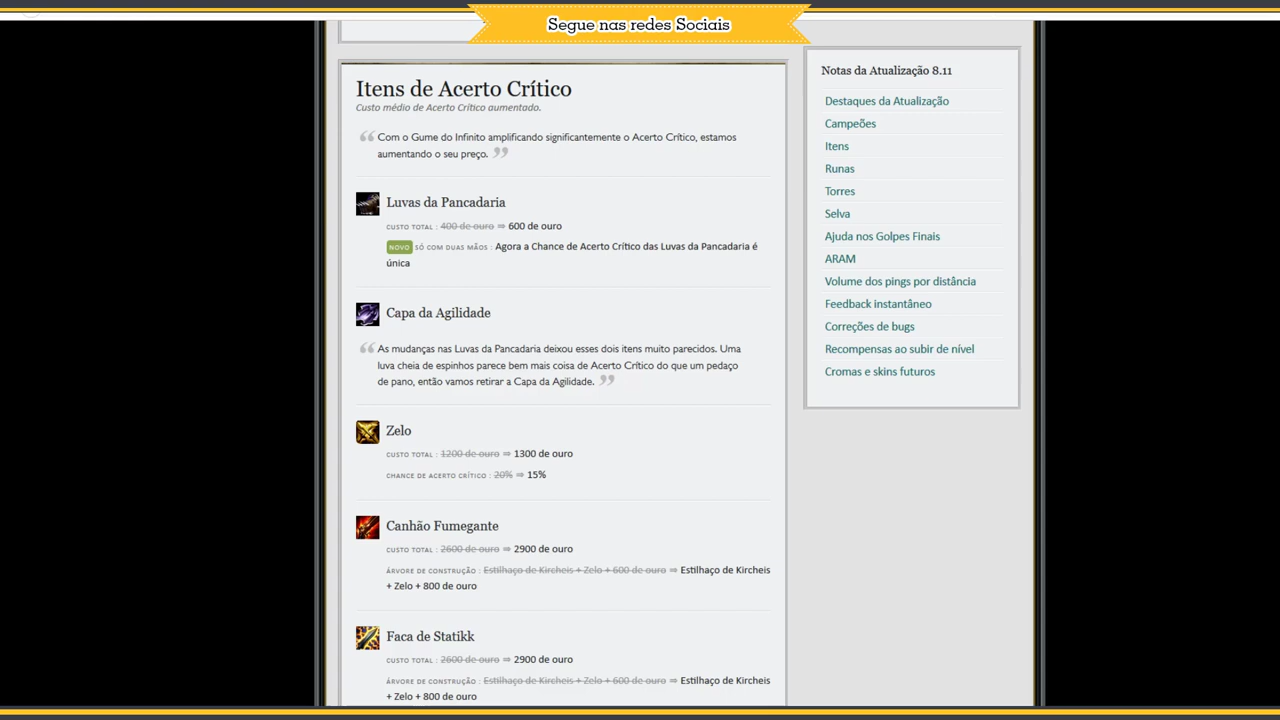 Segue nas redes Sociais
Itens de Acerto Crítico
Custo médio de Acerto Crítico aumentado.
“ Com o Gume do Infinito amplificando significantemente o Acerto Crítico, estamos
aumentando o seu preço. ”
Luvas da Pancadaria
CUSTO TOTAL : 400 de ouro ⇒ 600 de ouro
NOVO SÓ COM DUAS MÃOS : Agora a Chance de Acerto Crítico das Luvas da Pancadaria é
única
Capa da Agilidade
“ As mudanças nas Luvas da Pancadaria deixou esses dois itens muito parecidos. Uma
luva cheia de espinhos parece bem mais coisa de Acerto Crítico do que um pedaço
de pano, então vamos retirar a Capa da Agilidade. ”
Zelo
CUSTO TOTAL : 1200 de ouro ⇒ 1300 de ouro
CHANCE DE ACERTO CRÍTICO : 20% ⇒ 15%
Canhão Fumegante
CUSTO TOTAL : 2600 de ouro ⇒ 2900 de ouro
ÁRVORE DE CONSTRUÇÃO : Estilhaço de Kircheis + Zelo + 600 de ouro ⇒ Estilhaço de Kircheis
+ Zelo + 800 de ouro
Faca de Statikk
CUSTO TOTAL : 2600 de ouro ⇒ 2900 de ouro
ÁRVORE DE CONSTRUÇÃO : Estilhaço de Kircheis + Zelo + 600 de ouro ⇒ Estilhaço de Kircheis
+ Zelo + 800 de ouro
Notas da Atualização 8.11
Destaques da Atualização
Campeões
Itens
Runas
Torres
Selva
Ajuda nos Golpes Finais
ARAM
Volume dos pings por distância
Feedback instantâneo
Correções de bugs
Recompensas ao subir de nível
Cromas e skins futuros